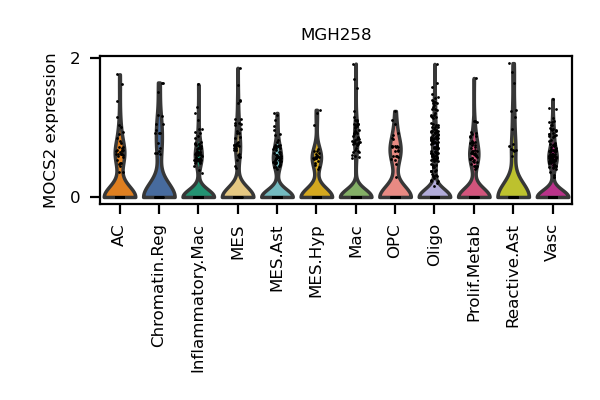 MGH258
MOCS2 expression
2
0
AC
Chromatin.Reg
Inflammatory.Mac
MES
MES.Ast
MES.Hyp
Mac
OPC
Oligo
Prolif.Metab
Reactive.Ast
Vasc